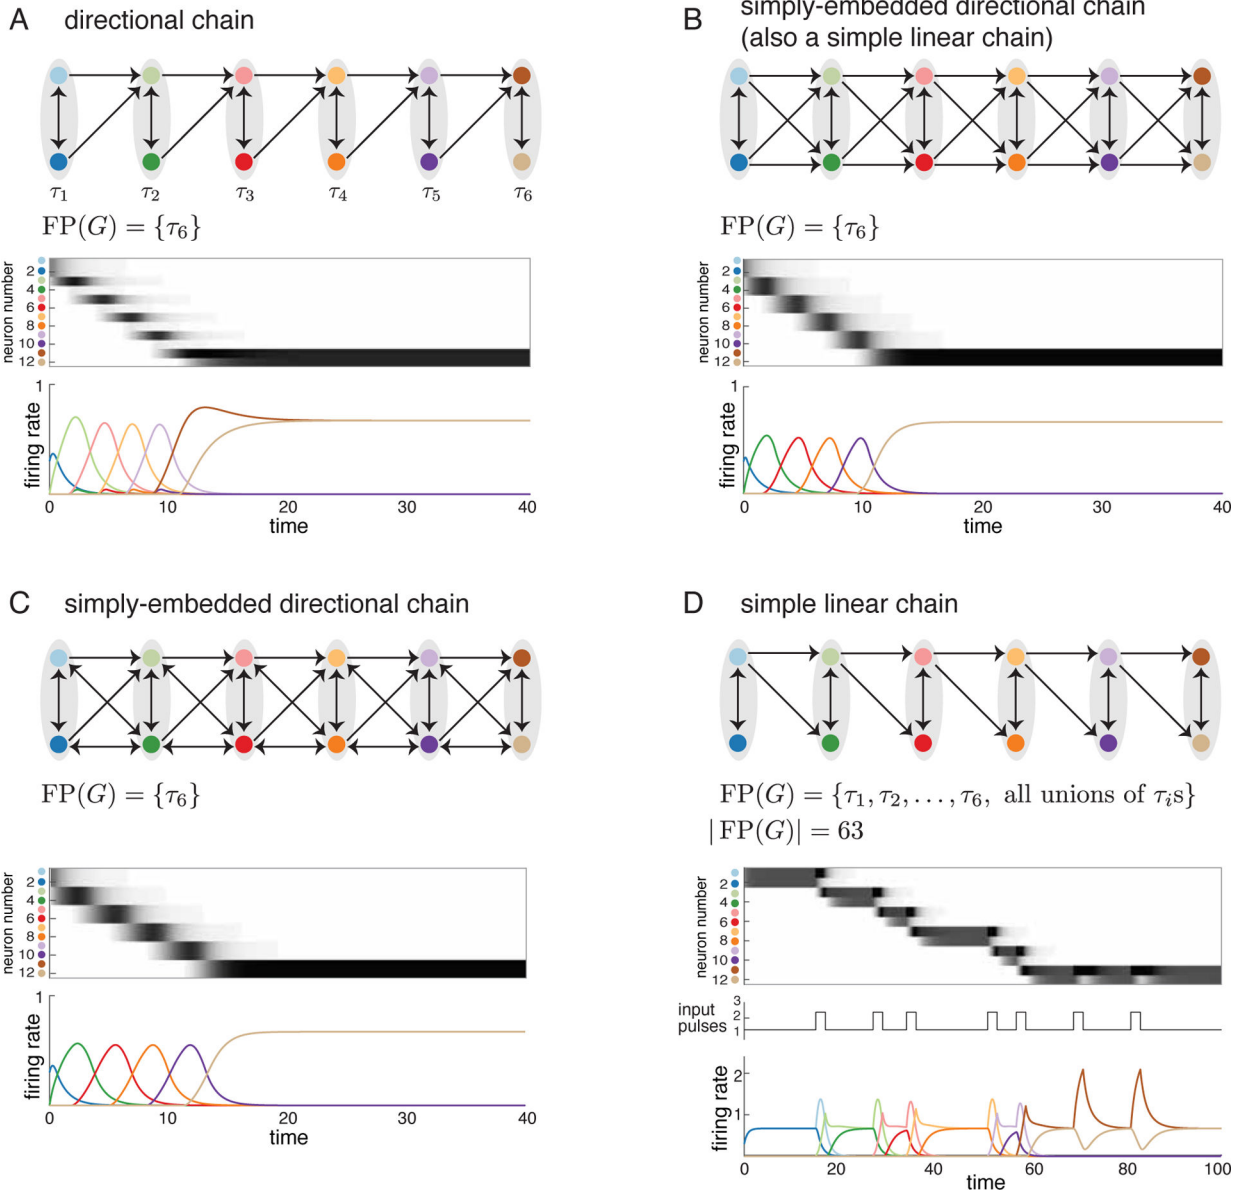 A directional chain
τ1 τ2 τ3 τ4 τ5 τ6
FP(G) = {τ6}
neuron number
2
4
6
8
10
12
firing rate
1
0 10 20 30 40
time
B simply-embedded directional chain
(also a simple linear chain)
FP(G) = {τ6}
neuron number
2
4
6
8
10
12
firing rate
1
0
0 10 20 30 40
time
C simply-embedded directional chain
FP(G) = {τ6}
neuron number
2
4
6
8
10
12
firing rate
1
0
0 10 20 30 40
time
D simple linear chain
FP(G) = {τ1, τ2, . . . , τ6, all unions of τis}
| FP(G)| = 63
neuron number
2
4
6
8
10
12
input
pulses
3
2
1
firing rate
2
1
0 20 40 60 80 100
time